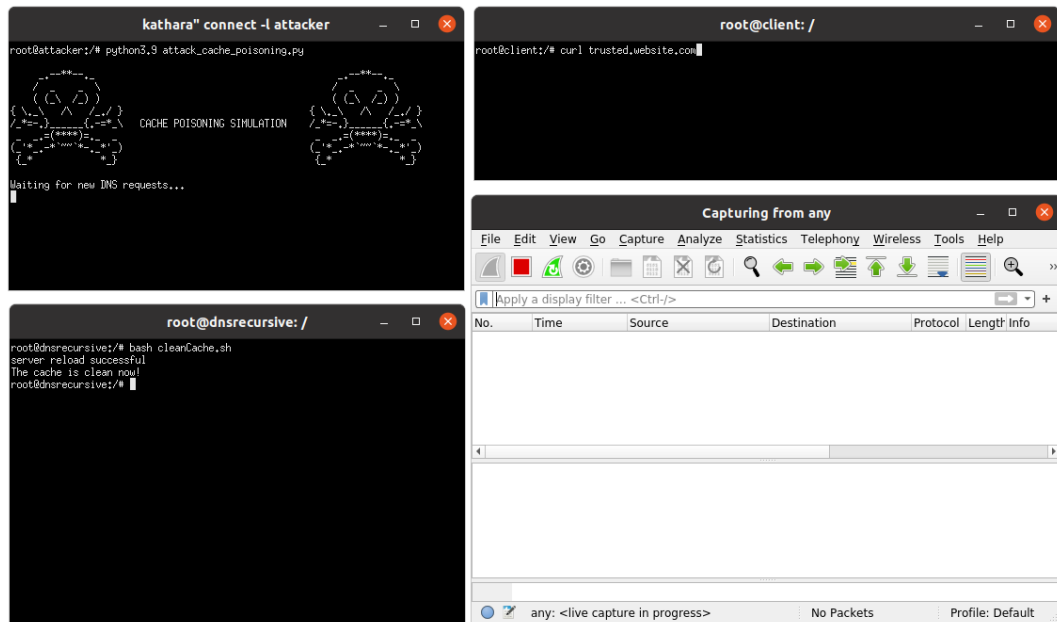 kathara" connect -l attacker
root@attacker:/# python3.9 attack_cache_poisoning.py
CACHE POISONING SIMULATION
Waiting for new DNS requests...
root@client: /
root@client:/# curl trusted.website.com
root@dnsrecursive: /
root@dnsrecursive:/# bash cleanCache.sh
server reload successful
The cache is clean now!
root@dnsrecursive:/#
Capturing from any
File Edit View Go Capture Analyze Statistics Telephony Wireless Tools Help
Apply a display filter ... <Ctrl-/>
No. Time Source Destination Protocol Length Info
any: <live capture in progress> No Packets Profile: Default